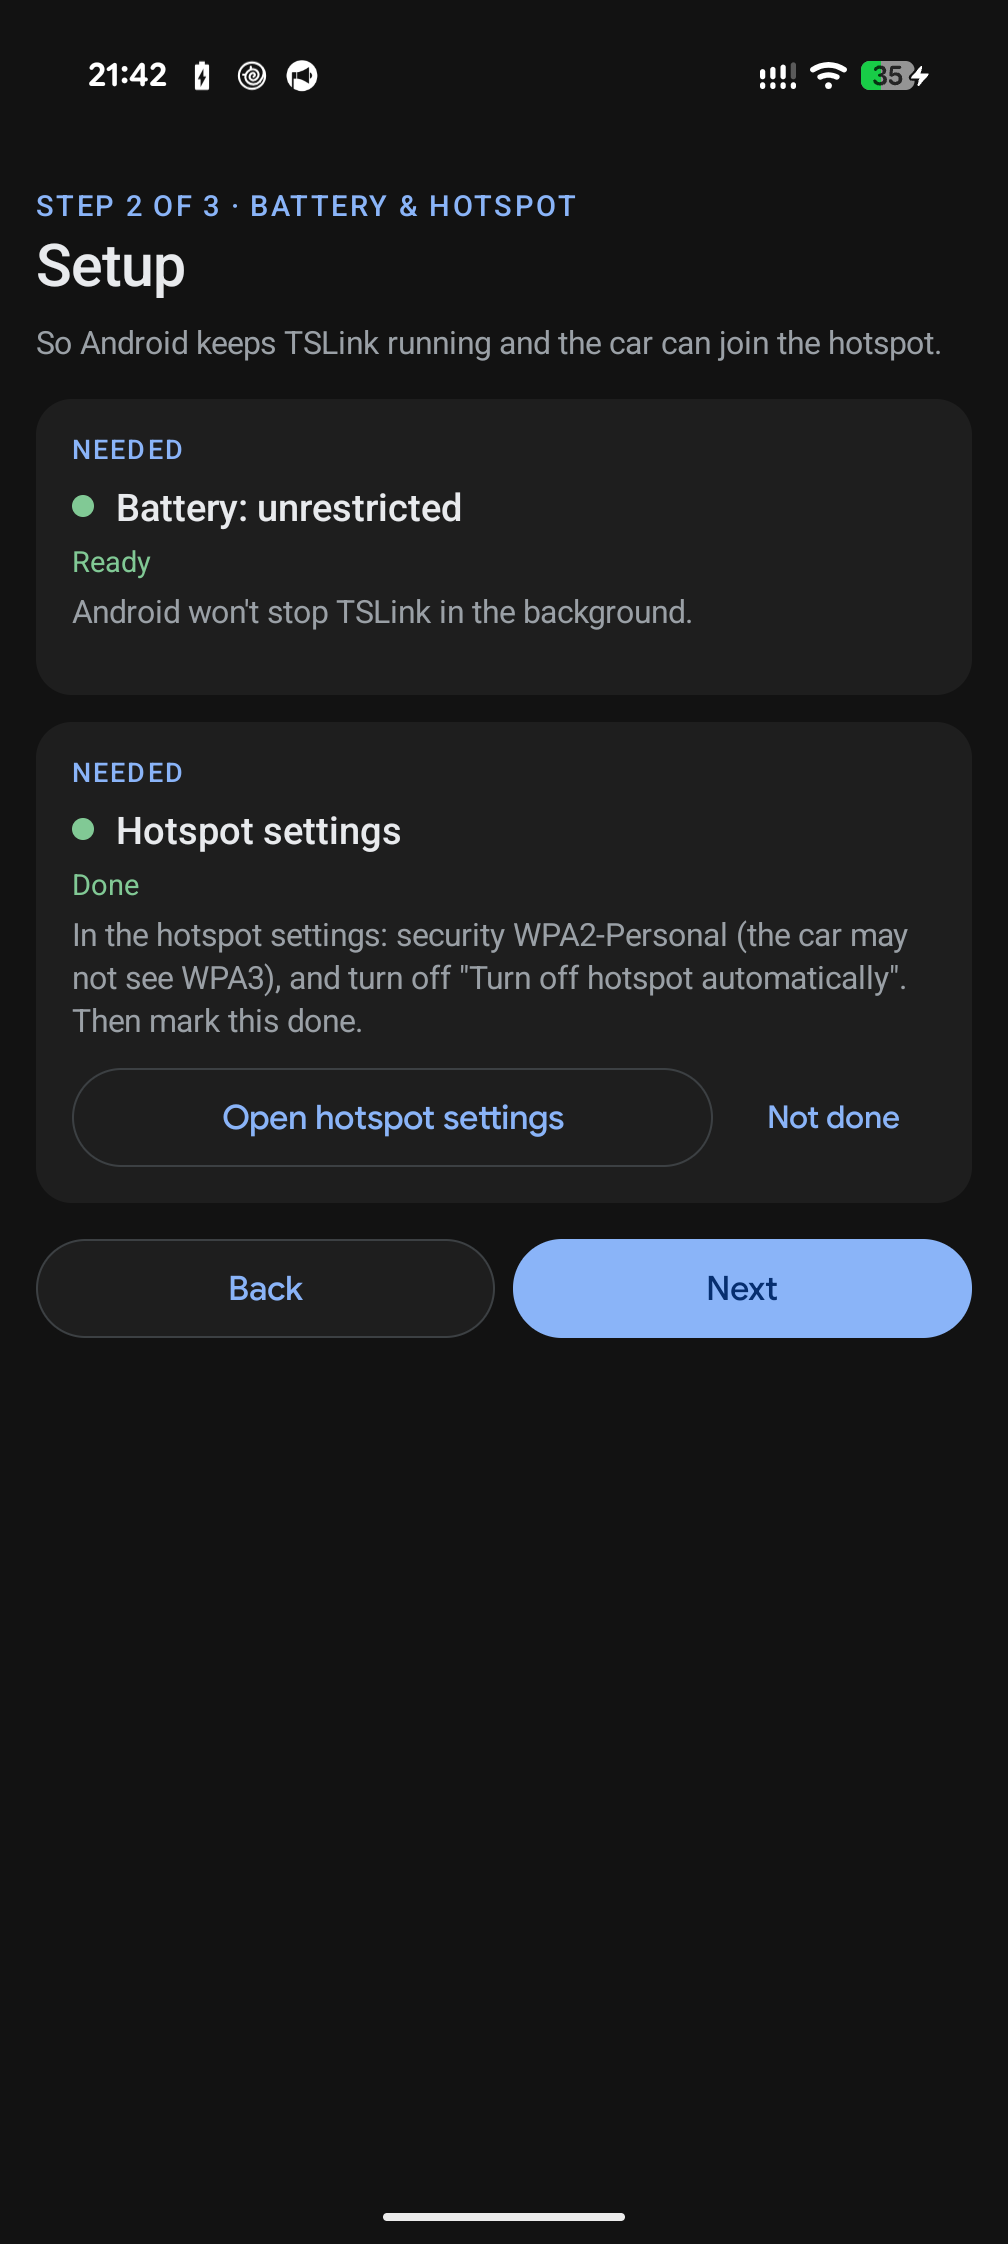 21:42
35
STEP 2 OF 3 · BATTERY & HOTSPOT
Setup
So Android keeps TSLink running and the car can join the hotspot.
NEEDED
Battery: unrestricted
Ready
Android won't stop TSLink in the background.
NEEDED
Hotspot settings
Done
In the hotspot settings: security WPA2-Personal (the car may
not see WPA3), and turn off "Turn off hotspot automatically".
Then mark this done.
Open hotspot settings
Not done
Back
Next